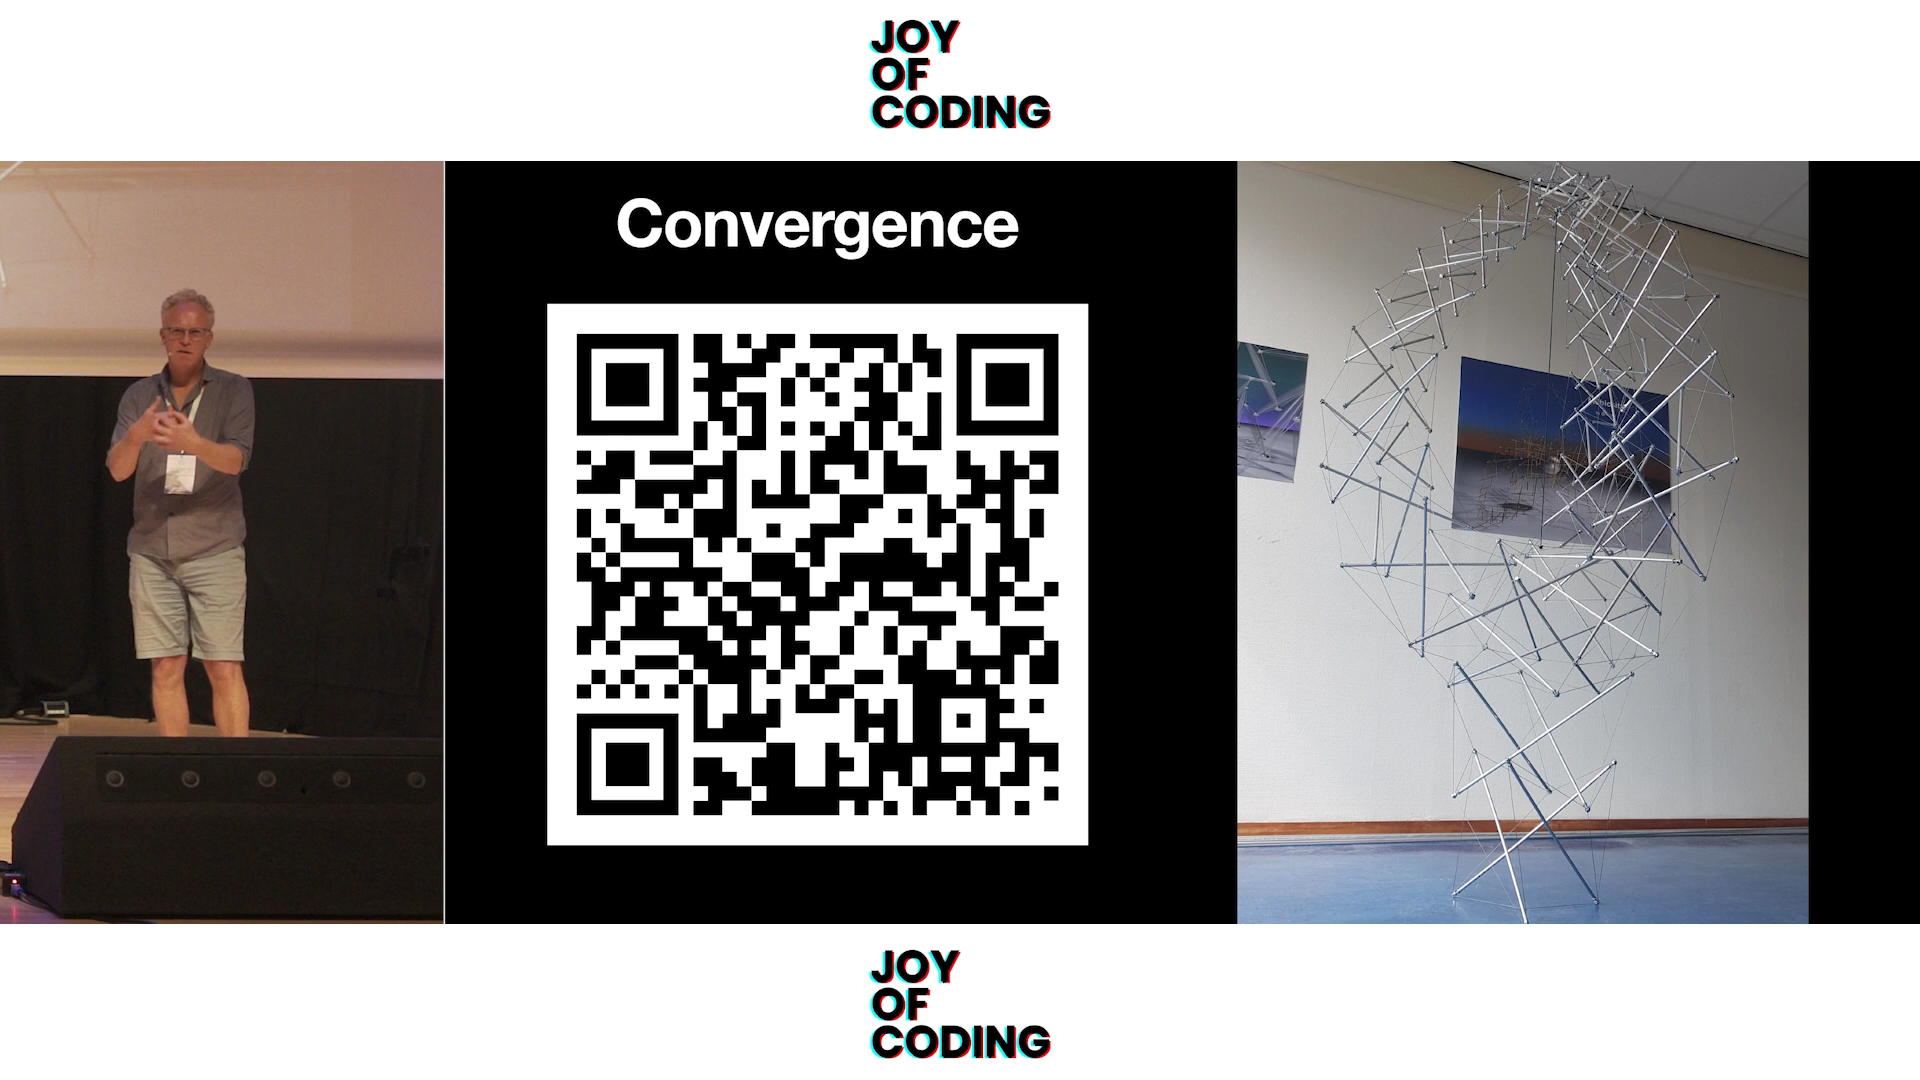 JOY
OF
CODING
Convergence
JOY
OF
CODING